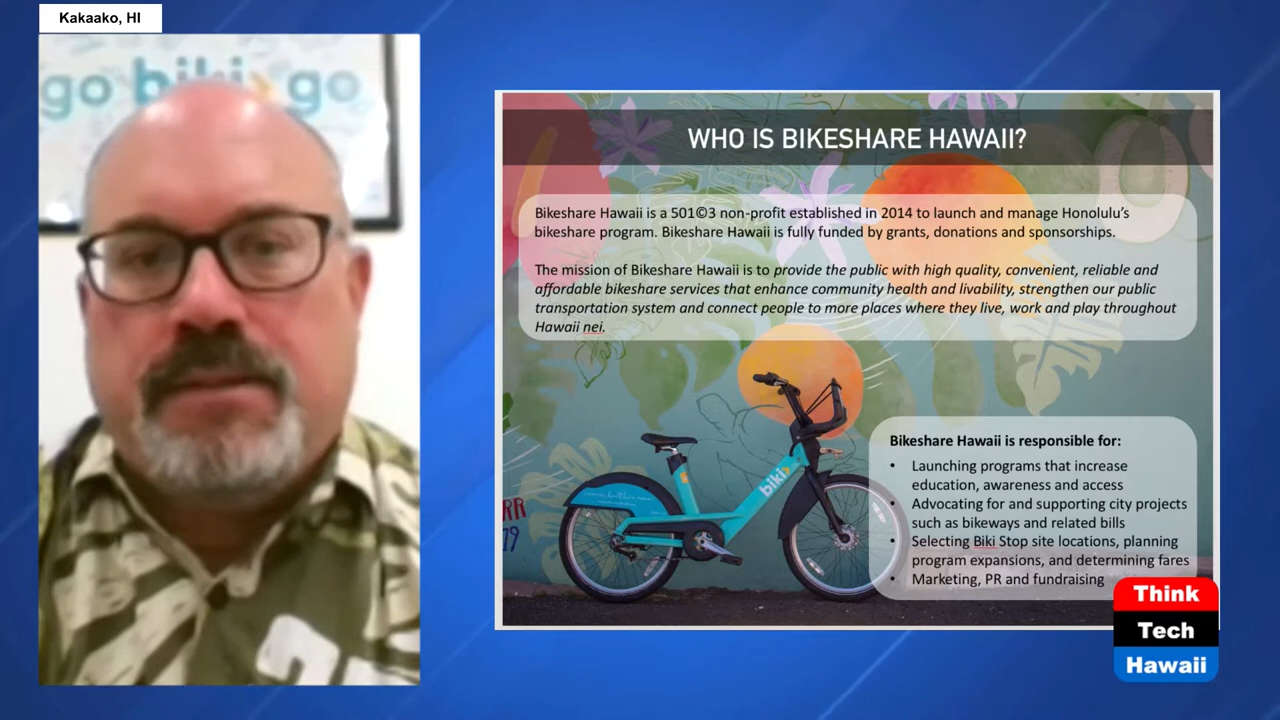 Kakaako, HI
go biki go
WHO IS BIKESHARE HAWAII?
Bikeshare Hawaii is a 501©3 non-profit established in 2014 to launch and manage Honolulu's
bikeshare program. Bikeshare Hawaii is fully funded by grants, donations and sponsorships.
The mission of Bikeshare Hawaii is to provide the public with high quality, convenient, reliable and
affordable bikeshare services that enhance community health and livability, strengthen our public
transportation system and connect people to more places where they live, work and play throughout
Hawaii nei.
Bikeshare Hawaii is responsible for:
• Launching programs that increase
education, awareness and access
• Advocating for and supporting city projects
such as bikeways and related bills
• Selecting Biki Stop site locations, planning
program expansions, and determining fares
• Marketing, PR and fundraising
biki
RR
19
Think
Tech
Hawaii